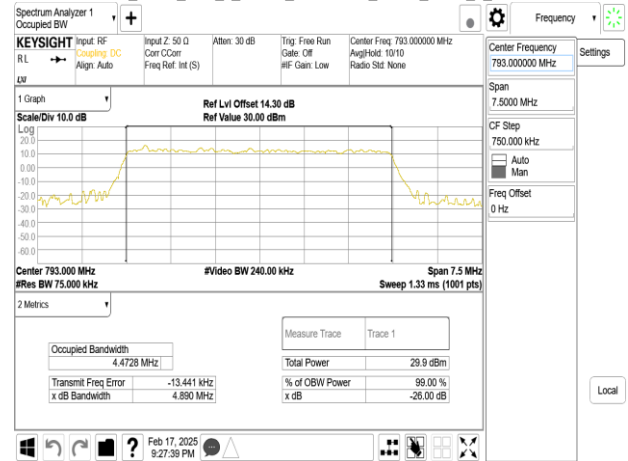 Spectrum Analyzer 1
Occupied BW
Frequency
KEYSIGHT
RL
LXI
Input: RF
Coupling: DC
Align: Auto
Input Z: 50 Ω
Corr CCorr
Freq Ref: Int (S)
Atten: 30 dB
Trig: Free Run
Gate: Off
#IF Gain: Low
Center Freq: 793.000000 MHz
Avg|Hold: 10/10
Radio Std: None
Center Frequency
793.000000 MHz
Settings
Span
7.5000 MHz
CF Step
750.000 kHz
Auto
Man
Freq Offset
0 Hz
Local
1 Graph
Scale/Div 10.0 dB
Ref Lvl Offset 14.30 dB
Ref Value 30.00 dBm
Log
20.0
10.0
0.00
-10.0
-20.0
-30.0
-40.0
-50.0
-60.0
Center 793.000 MHz
#Res BW 75.000 kHz
#Video BW 240.00 kHz
Span 7.5 MHz
Sweep 1.33 ms (1001 pts)
2 Metrics
Measure Trace Trace 1
Occupied Bandwidth
4.4728 MHz
Total Power 29.9 dBm
Transmit Freq Error -13.441 kHz
% of OBW Power 99.00 %
x dB Bandwidth 4.890 MHz
x dB -26.00 dB
?
Feb 17, 2025
9:27:39 PM